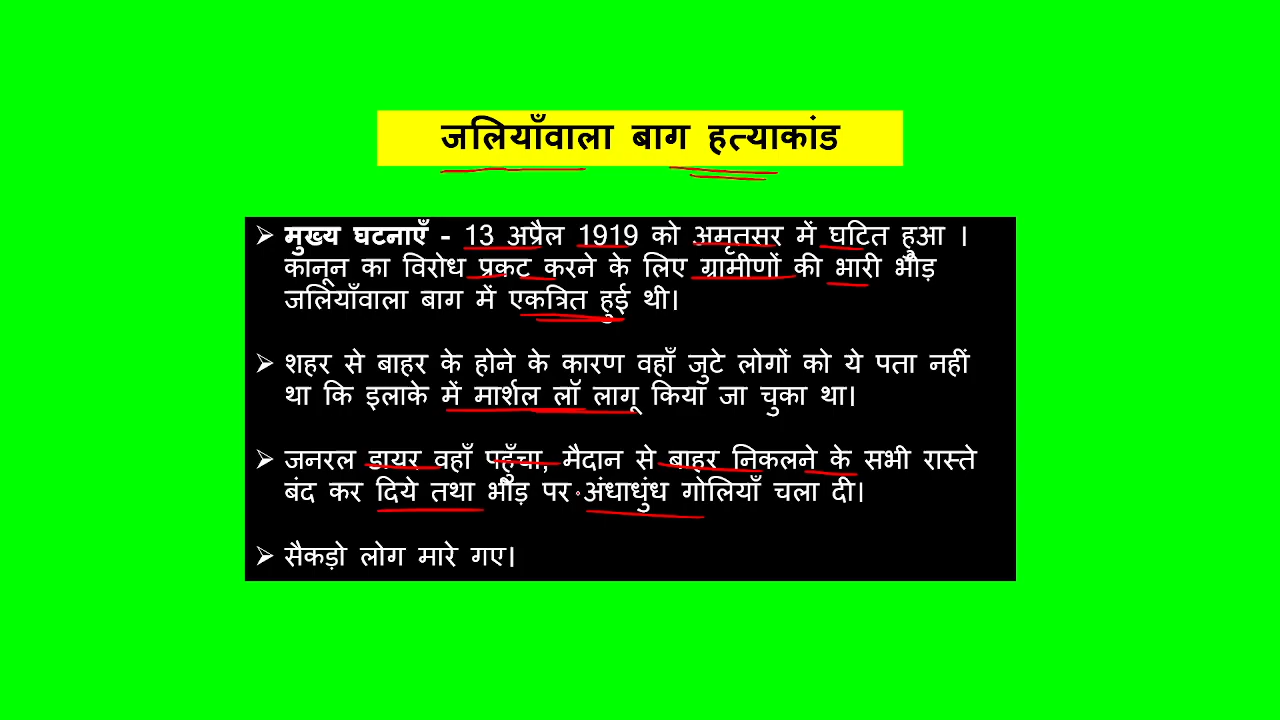 जलियाँवाला बाग हत्याकांड
➢ मुख्य घटनाएँ - 13 अप्रैल 1919 को अमृतसर में घटित हुआ ।
कानून का विरोध प्रकट करने के लिए ग्रामीणों की भारी भीड़
जलियाँवाला बाग में एकत्रित हुई थी।
➢ शहर से बाहर के होने के कारण वहाँ जुटे लोगों को ये पता नहीं
था कि इलाके में मार्शल लॉ लागू किया जा चुका था।
➢ जनरल डायर वहाँ पहुँचा, मैदान से बाहर निकलने के सभी रास्ते
बंद कर दिये तथा भीड़ पर अंधाधुंध गोलियाँ चला दी।
➢ सैकड़ो लोग मारे गए।